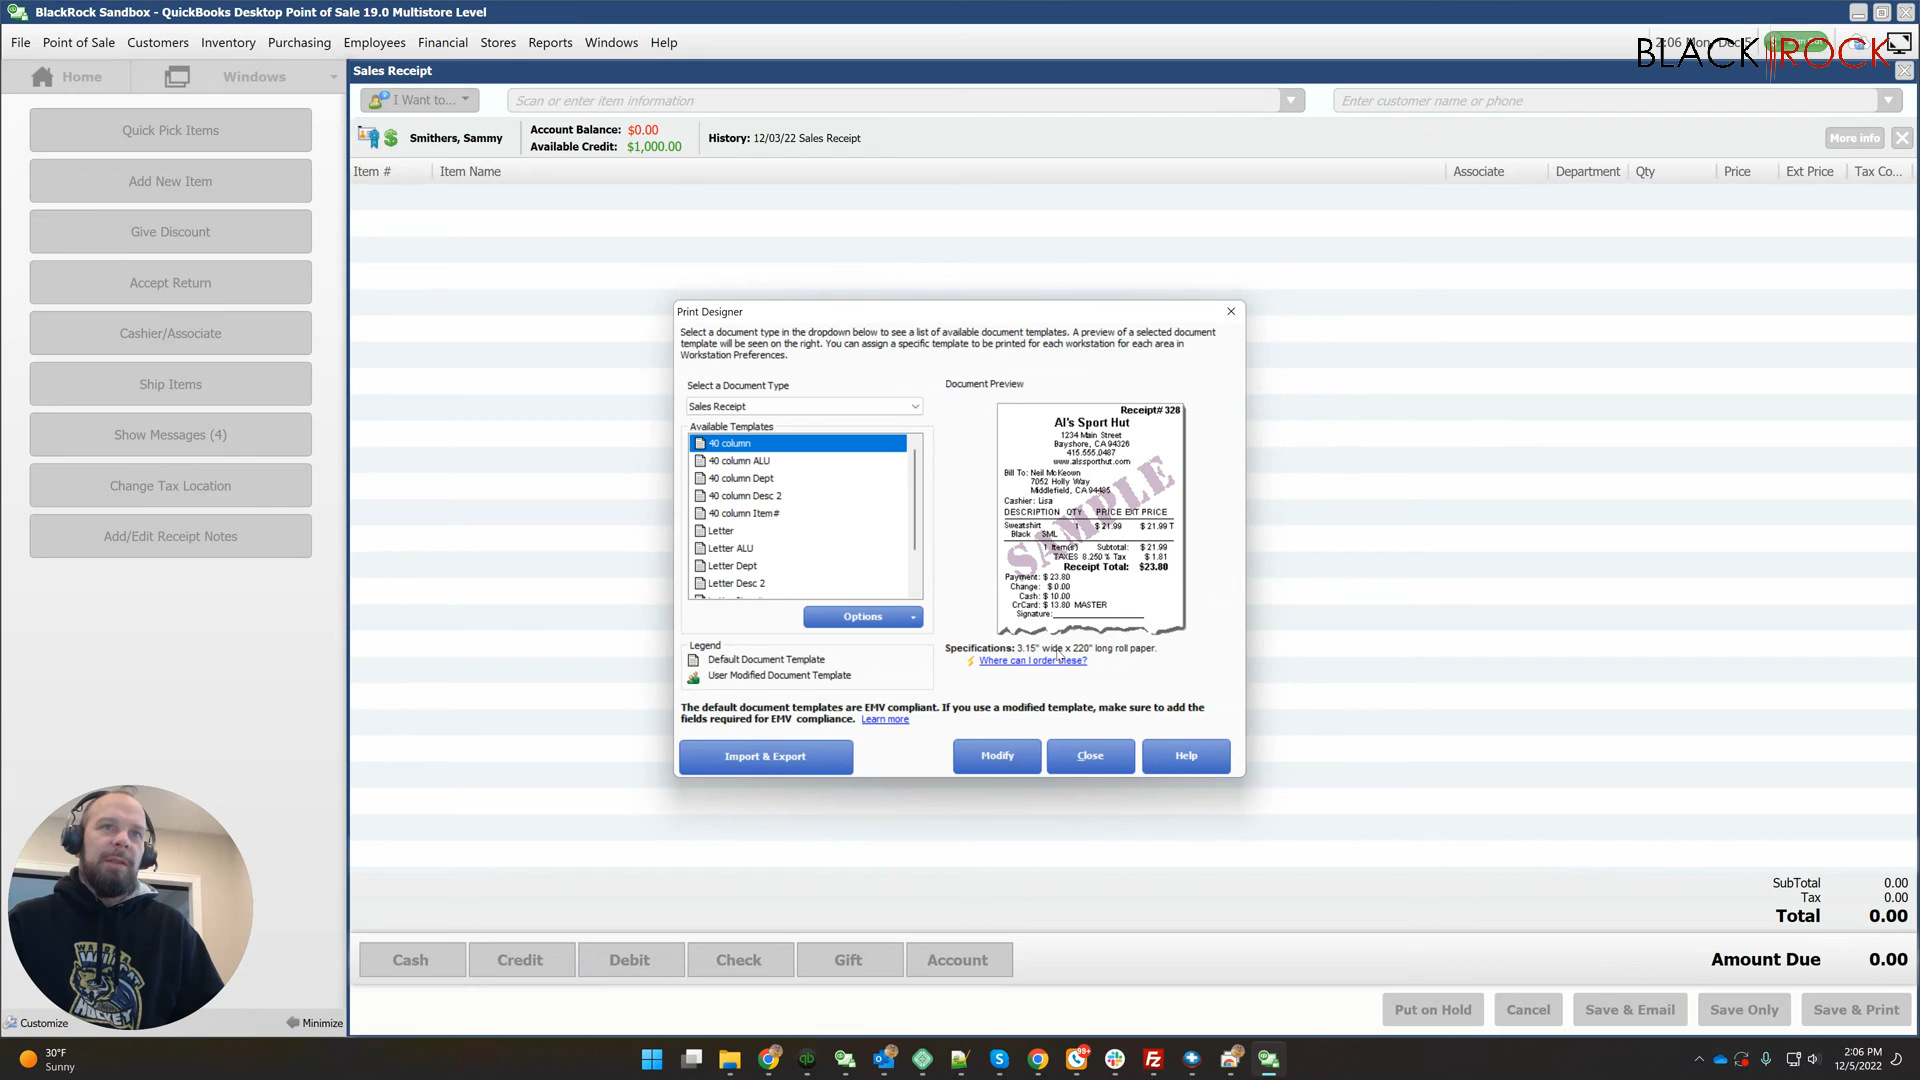 BlackRock Sandbox - QuickBooks Desktop Point of Sale 19.0 Multistore Level
File Point of Sale Customers Inventory Purchasing Employees Financial Stores Reports Windows Help
2:06 Mon, Dec 5
BLACK ROCK
Home Windows
Sales Receipt
I Want to...
Scan or enter item information
Enter customer name or phone
Smithers, Sammy
Account Balance: $0.00
Available Credit: $1,000.00
History: 12/03/22 Sales Receipt
More info
Item # Item Name Associate Department Qty Price Ext Price Tax Co...
Quick Pick Items
Add New Item
Give Discount
Accept Return
Cashier/Associate
Ship Items
Show Messages (4)
Change Tax Location
Add/Edit Receipt Notes
Print Designer
Select a document type in the dropdown below to see a list of available document templates. A preview of a selected document
template will be seen on the right. You can assign a specific template to be printed for each workstation for each area in
Workstation Preferences.
Select a Document Type
Sales Receipt
Available Templates
40 column
40 column ALU
40 column Dept
40 column Desc 2
40 column Item#
Letter
Letter ALU
Letter Dept
Letter Desc 2
Options
Legend
Default Document Template
User Modified Document Template
Document Preview
Receipt# 328
Al's Sport Hut
1234 Main Street
Bayshore, CA 94326
415.555.0487
www.alssporthut.com
Bill To: Neil McKeown
7052 Holly Way
Middlefield, CA 94485
Cashier: Lisa
DESCRIPTION QTY PRICE EXT PRICE
Sweatshirt 1 $ 21.99 $ 21.99 T
Black SML
1 Item(s) Subtotal: $ 21.99
TAXES 8.250 % Tax $ 1.81
Receipt Total: $23.80
Payment: $ 23.80
Change: $ 0.00
Cash: $ 10.00
CrCard: $ 13.80 MASTER
Signature:
SAMPLE
Specifications: 3.15" wide x 220" long roll paper.
Where can I order these?
The default document templates are EMV compliant. If you use a modified template, make sure to add the
fields required for EMV compliance. Learn more
Import & Export Modify Close Help
SubTotal 0.00
Tax 0.00
Total 0.00
Cash Credit Debit Check Gift Account
Amount Due 0.00
Put on Hold Cancel Save & Email Save Only Save & Print
Customize Minimize
WILDCAT
HOCKEY
30°F
Sunny
99+
2:06 PM
12/5/2022